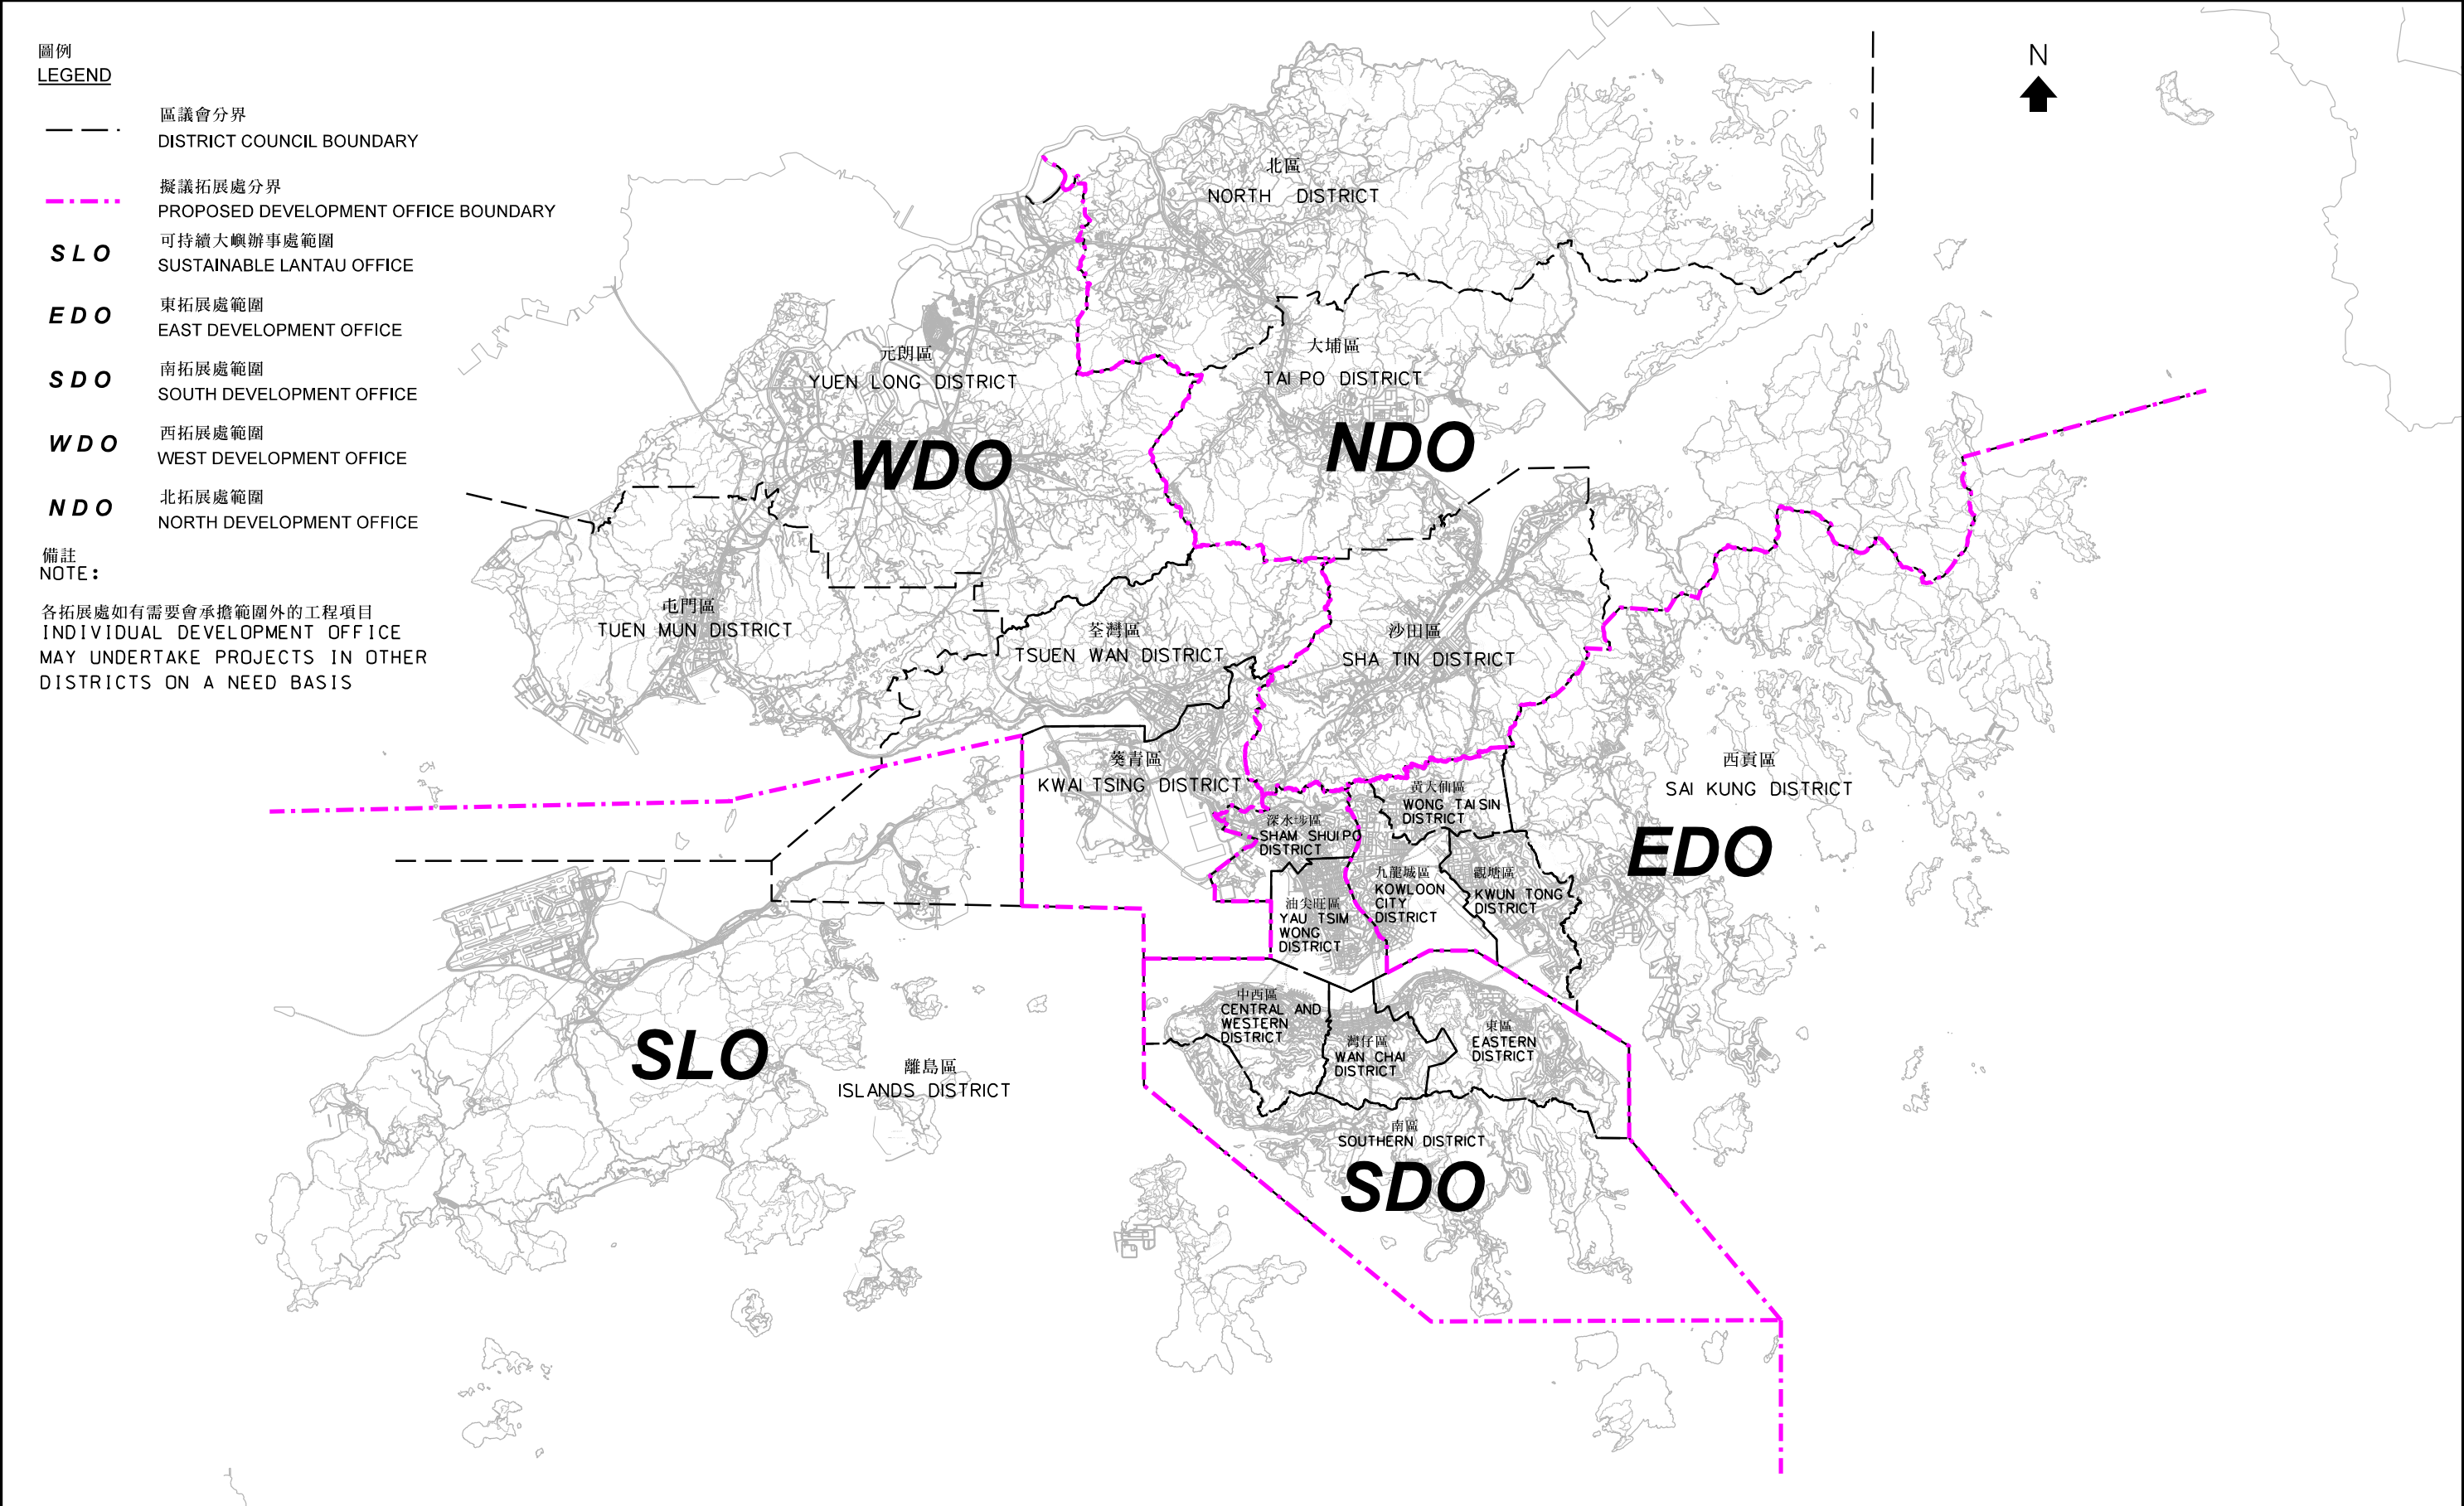 圖例
LEGEND
區議會分界
DISTRICT COUNCIL BOUNDARY
擬議拓展處分界
PROPOSED DEVELOPMENT OFFICE BOUNDARY
SLO
可持續大嶼辦事處範圍
SUSTAINABLE LANTAU OFFICE
EDO
東拓展處範圍
EAST DEVELOPMENT OFFICE
SDO
南拓展處範圍
SOUTH DEVELOPMENT OFFICE
WDO
西拓展處範圍
WEST DEVELOPMENT OFFICE
NDO
北拓展處範圍
NORTH DEVELOPMENT OFFICE
備註
NOTE:
各拓展處如有需要會承擔範圍外的工程項目
INDIVIDUAL DEVELOPMENT OFFICE
MAY UNDERTAKE PROJECTS IN OTHER
DISTRICTS ON A NEED BASIS
N
北區
NORTH DISTRICT
大埔區
TAI PO DISTRICT
元朗區
YUEN LONG DISTRICT
WDO
NDO
屯門區
TUEN MUN DISTRICT
荃灣區
TSUEN WAN DISTRICT
沙田區
SHA TIN DISTRICT
葵青區
KWAI TSING DISTRICT
西貢區
SAI KUNG DISTRICT
黃大仙區
WONG TAI SIN
DISTRICT
深水埗區
SHAM SHUI PO
DISTRICT
EDO
九龍城區
KOWLOON
CITY
DISTRICT
觀塘區
KWUN TONG
DISTRICT
油尖旺區
YAU TSIM
WONG
DISTRICT
中西區
CENTRAL AND
WESTERN
DISTRICT
灣仔區
WAN CHAI
DISTRICT
東區
EASTERN
DISTRICT
SLO
離島區
ISLANDS DISTRICT
南區
SOUTHERN DISTRICT
SDO